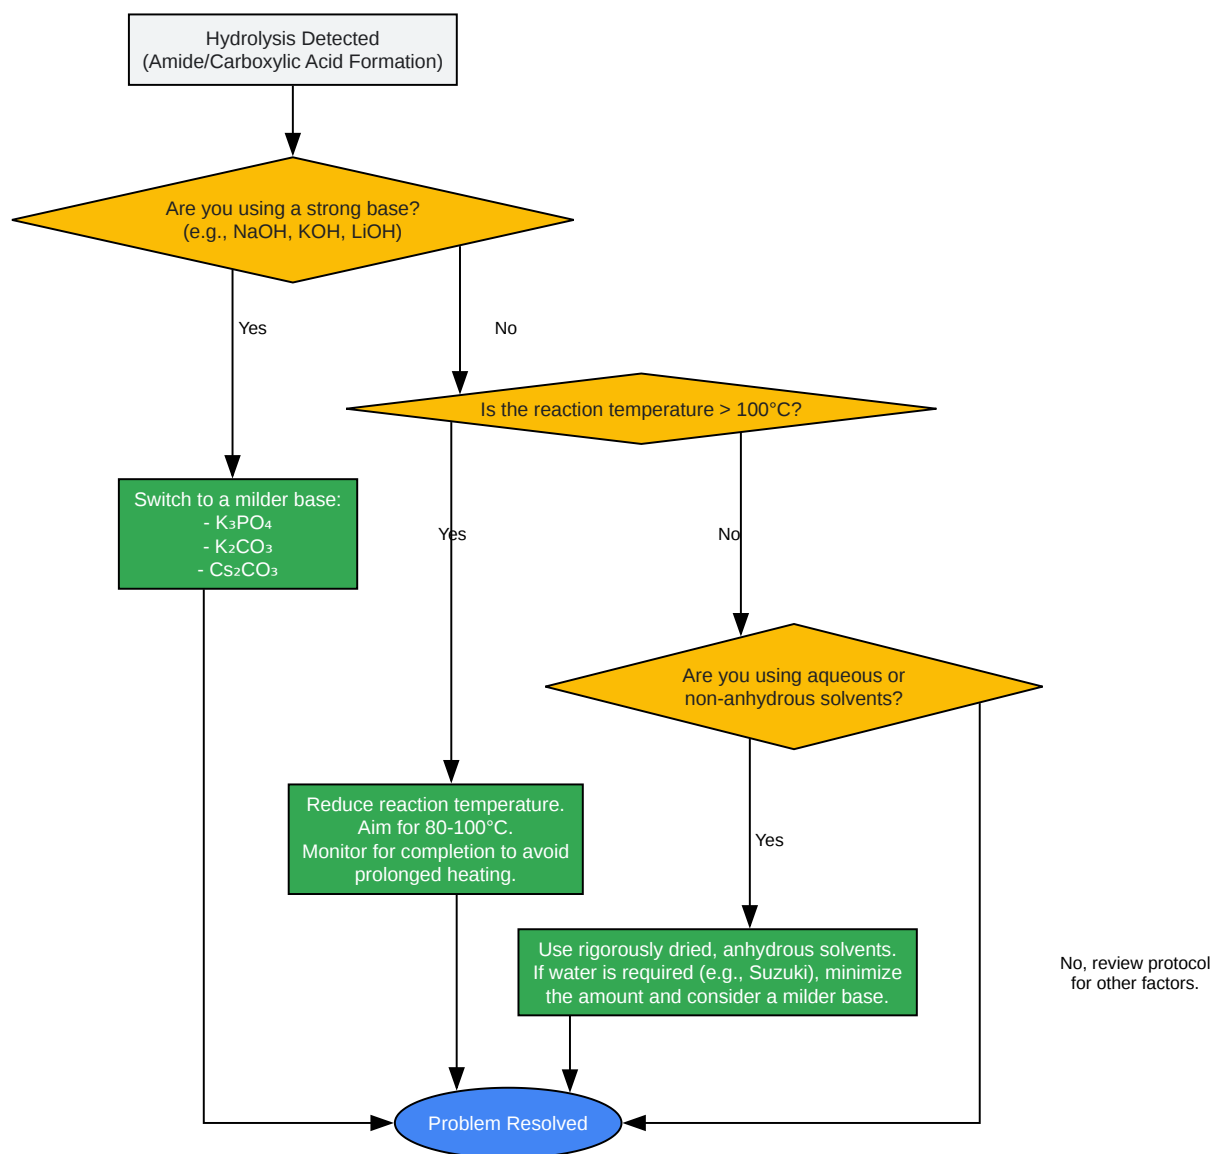 Hydrolysis Detected
(Amide/Carboxylic Acid Formation)
Are you using a strong base?
(e.g., NaOH, KOH, LiOH)
Yes
No
Is the reaction temperature > 100°C?
Switch to a milder base:
- K₃PO₄
- K₂CO₃
- Cs₂CO₃
Yes
No
Are you using aqueous or
non-anhydrous solvents?
Reduce reaction temperature.
Aim for 80-100°C.
Monitor for completion to avoid
prolonged heating.
Yes
Use rigorously dried, anhydrous solvents.
If water is required (e.g., Suzuki), minimize
the amount and consider a milder base.
No, review protocol
for other factors.
Problem Resolved